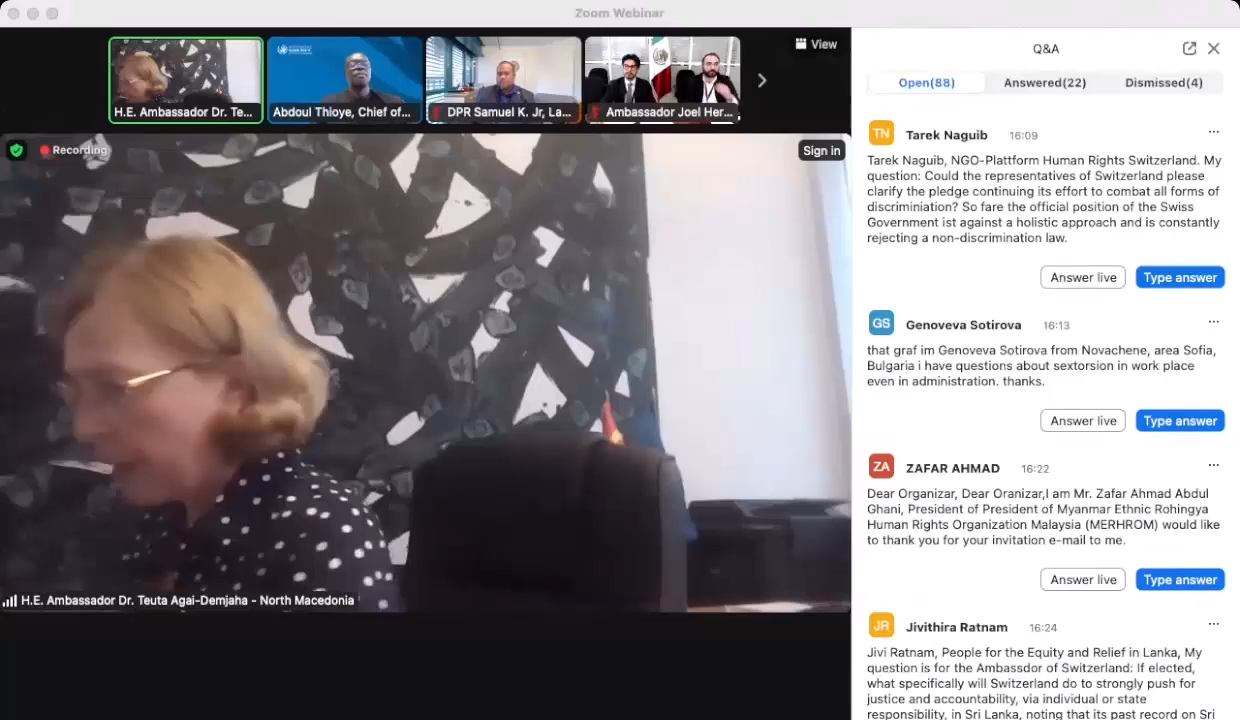 Zoom Webinar
View
H.E. Ambassador Dr. Te...
Abdoul Thioye, Chief of...
DPR Samuel K. Jr, La...
Ambassador Joel Her...
Recording
Sign in
H.E. Ambassador Dr. Teuta Agai-Demjaha - North Macedonia
Q&A
Open(88)
Answered(22)
Dismissed(4)
TN
Tarek Naguib
16:09
Tarek Naguib, NGO-Plattform Human Rights Switzerland. My
question: Could the representatives of Switzerland please
clarify the pledge continuing its effort to combat all forms of
discriminiation? So fare the official position of the Swiss
Government ist against a holistic approach and is constantly
rejecting a non-discrimination law.
Answer live
Type answer
GS
Genoveva Sotirova
16:13
that graf im Genoveva Sotirova from Novachene, area Sofia,
Bulgaria i have questions about sextorsion in work place
even in administration. thanks.
Answer live
Type answer
ZA
ZAFAR AHMAD
16:22
Dear Organizar, Dear Oranizar,I am Mr. Zafar Ahmad Abdul
Ghani, President of President of Myanmar Ethnic Rohingya
Human Rights Organization Malaysia (MERHROM) would like
to thank you for your invitation e-mail to me.
Answer live
Type answer
JR
Jivithira Ratnam
16:24
Jivi Ratnam, People for the Equity and Relief in Lanka, My
question is for the Ambassdor of Switzerland: If elected,
what specifically will Switzerland do to strongly push for
justice and accountability, via individual or state
responsibility, in Sri Lanka, noting that its past record on Sri